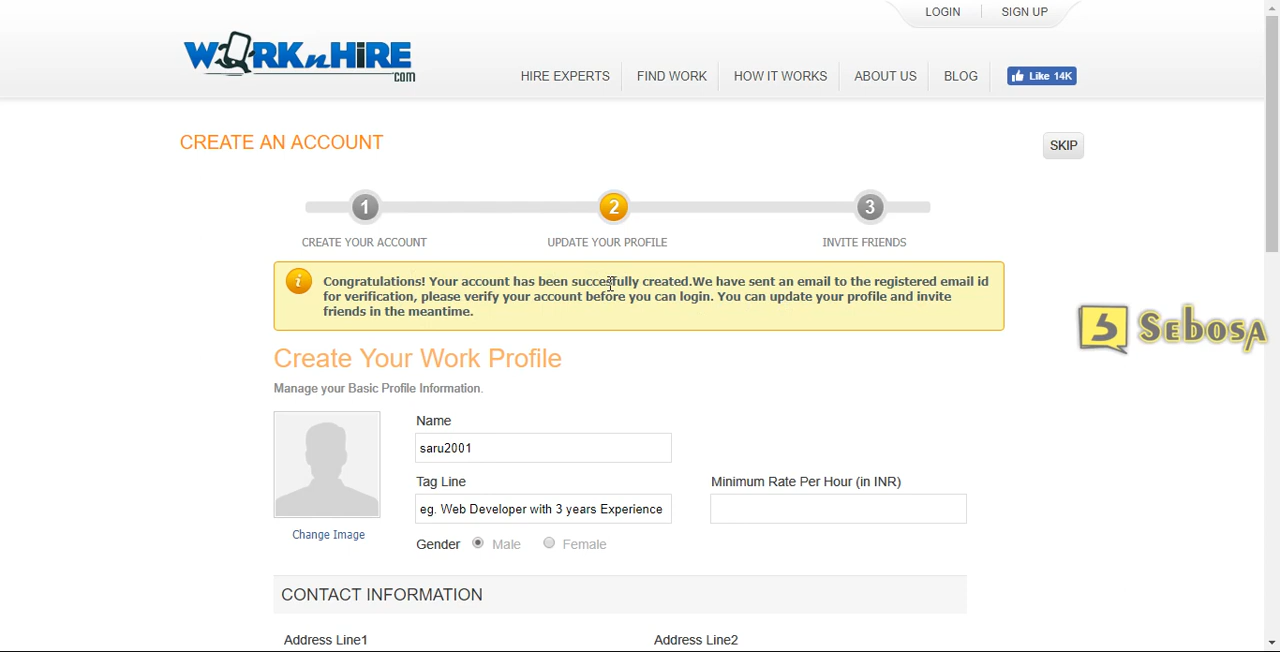 LOGIN SIGN UP
WORKnHIRE
com
HIRE EXPERTS FIND WORK HOW IT WORKS ABOUT US BLOG Like 14K
CREATE AN ACCOUNT SKIP
1 2 3
CREATE YOUR ACCOUNT UPDATE YOUR PROFILE INVITE FRIENDS
i Congratulations! Your account has been succesfully created.We have sent an email to the registered email id
for verification, please verify your account before you can login. You can update your profile and invite
friends in the meantime.
S SEBOSA
Create Your Work Profile
Manage your Basic Profile Information.
Name
saru2001
Tag Line Minimum Rate Per Hour (in INR)
eg. Web Developer with 3 years Experience
Change Image
Gender Male Female
CONTACT INFORMATION
Address Line1 Address Line2